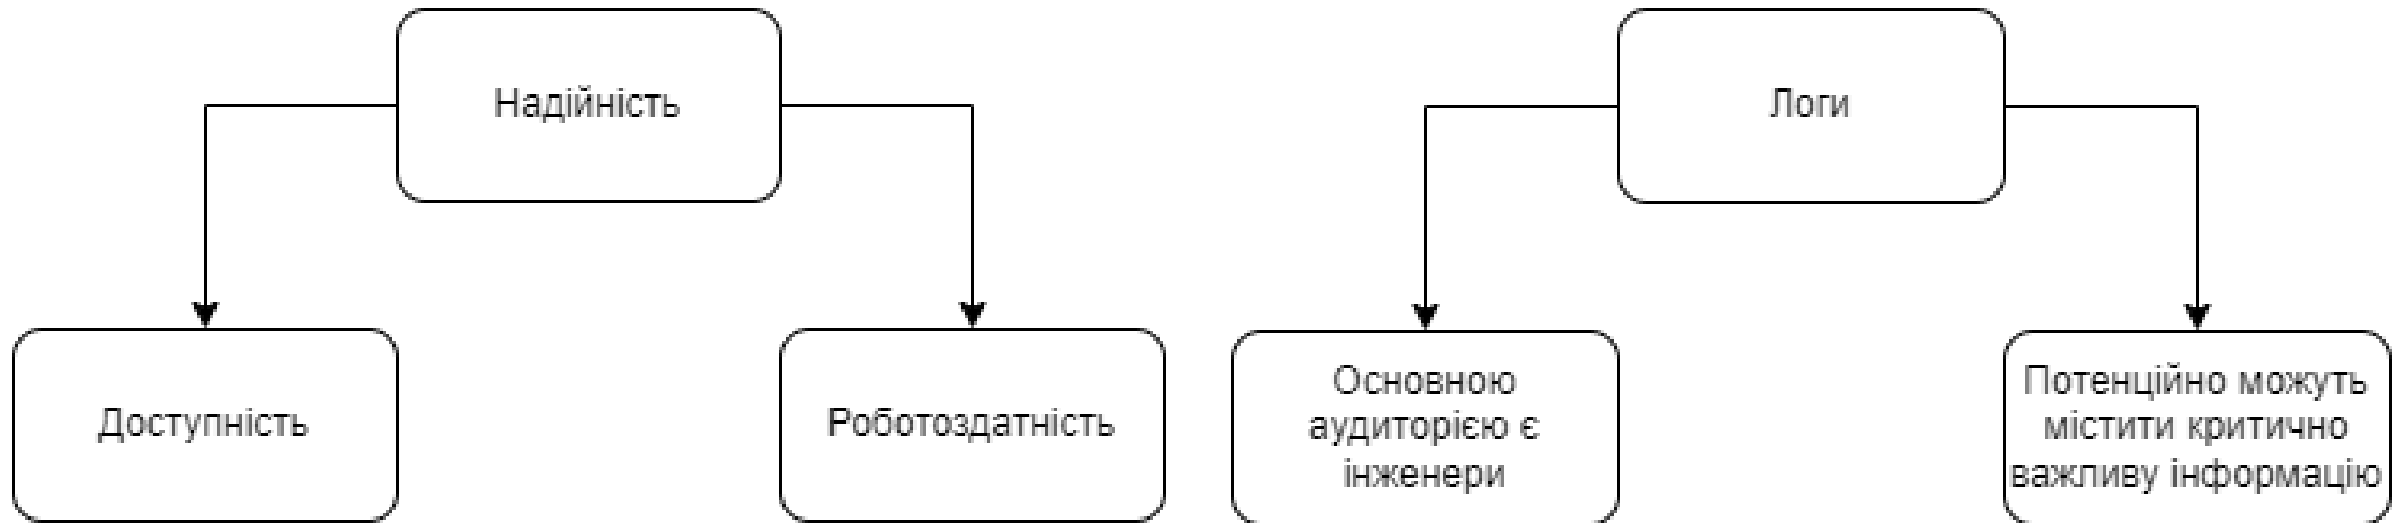 Надійність
Логи
Доступність
Роботоздатність
Основною
аудиторією є
інженери
Потенційно можуть
містити критично
важливу інформацію